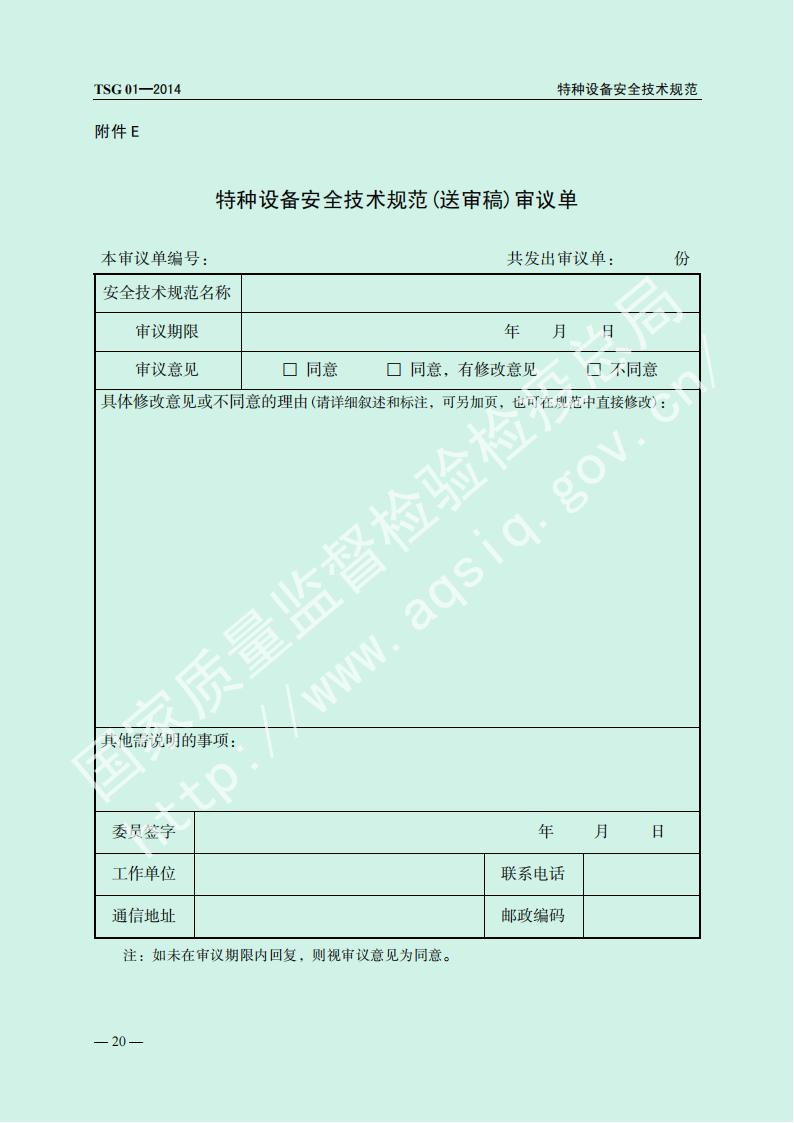 TSG 01—2014 特种设备安全技术规范
附件 E
特种设备安全技术规范(送审稿)审议单
本审议单编号： 共发出审议单： 份
安全技术规范名称
审议期限 年 月 日
审议意见 □ 同意 □ 同意，有修改意见 □ 不同意
具体修改意见或不同意的理由(请详细叙述和标注，可另加页，也可在规范中直接修改)：
其他需说明的事项：
委员签字 年 月 日
工作单位 联系电话
通信地址 邮政编码
注：如未在审议期限内回复，则视审议意见为同意。
— 20 —
国家质量监督检验检疫总局
http://www.aqsiq.gov.cn/